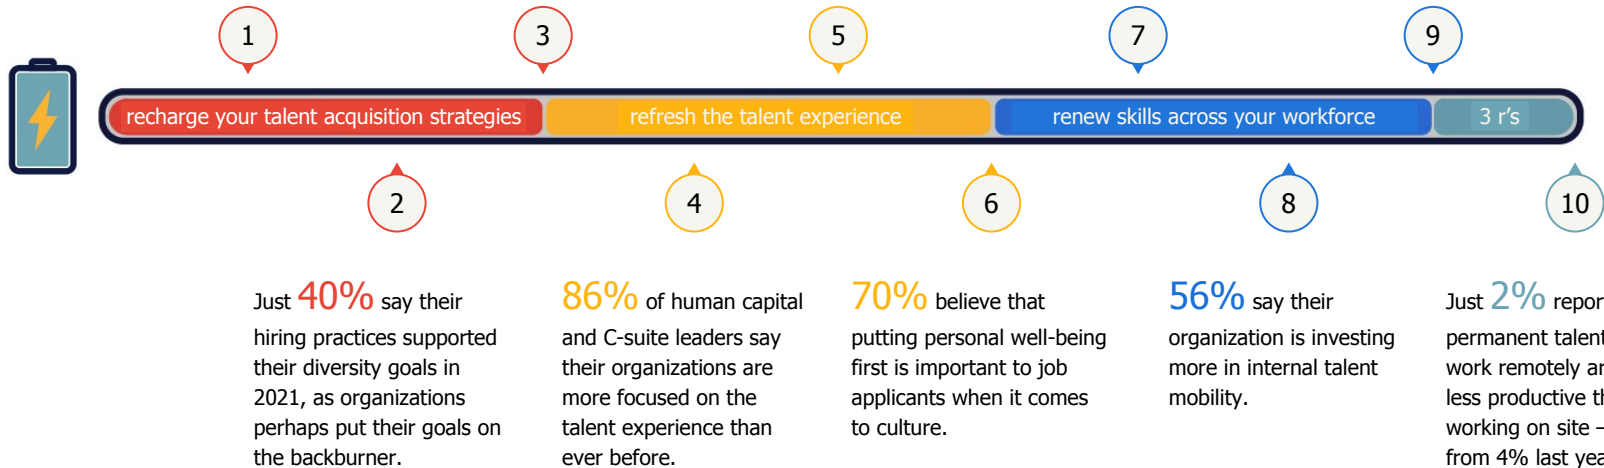 1
3
5
7
9
recharge your talent acquisition strategies
refresh the talent experience
renew skills across your workforce
3 r's
2
4
6
8
10
Just 40% say their
hiring practices supported
their diversity goals in
2021, as organizations
perhaps put their goals on
the backburner.
86% of human capital
and C-suite leaders say
their organizations are
more focused on the
talent experience than
ever before.
70% believe that
putting personal well-being
first is important to job
applicants when it comes
to culture.
56% say their
organization is investing
more in internal talent
mobility.
Just 2% repor
permanent talent
work remotely ar
less productive th
working on site –
from 4% last yea